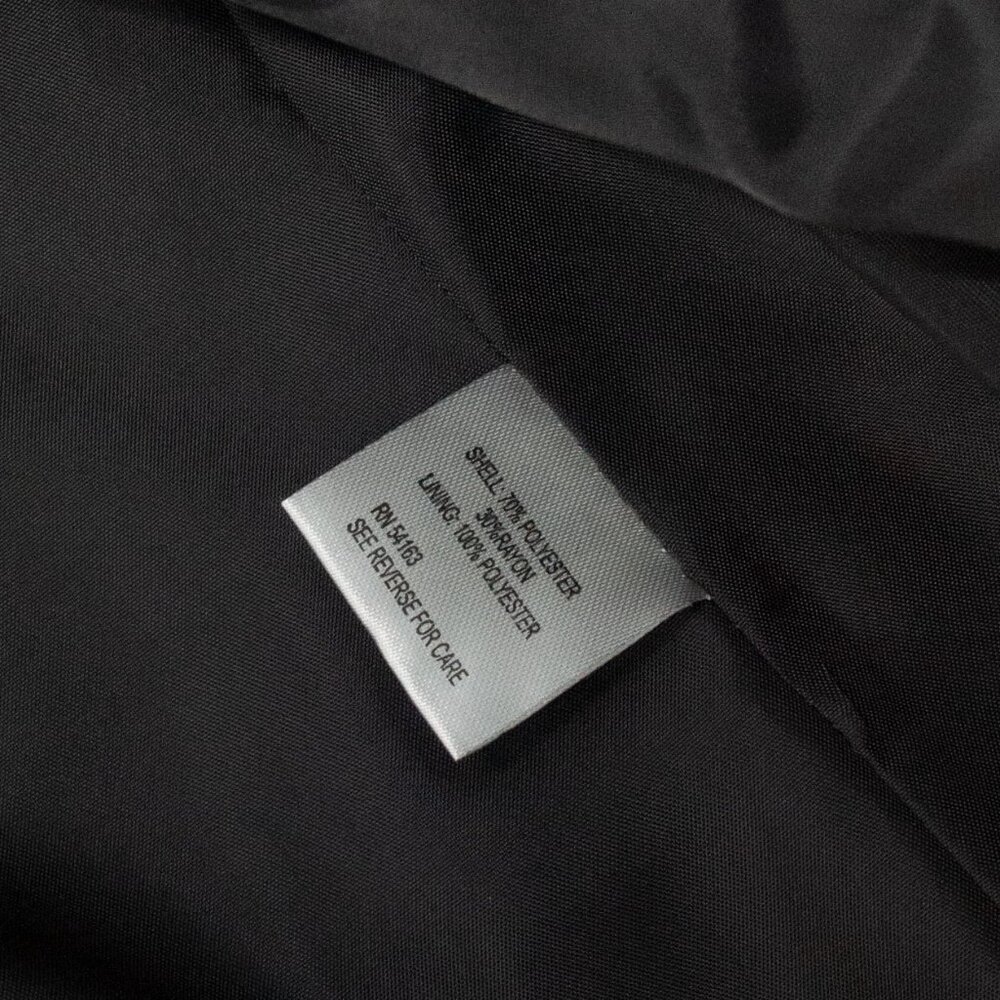 SHELL: 70% POLYESTER
30%RAYON
LINING: 100% POLYESTER
RN 54163
SEE REVERSE FOR CARE